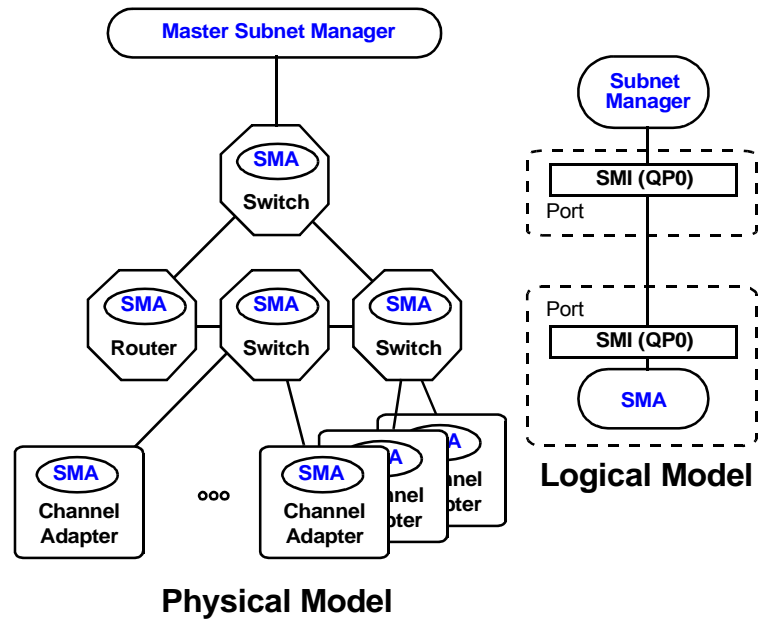 Master Subnet Manager
SMA
Switch
SMA
Router
SMA
Switch
SMA
Switch
SMA
Channel
Adapter
SMA
Channel
Adapter
Physical Model
Subnet
Manager
SMI (QP0)
Port
Port
SMI (QP0)
SMA
Logical Model